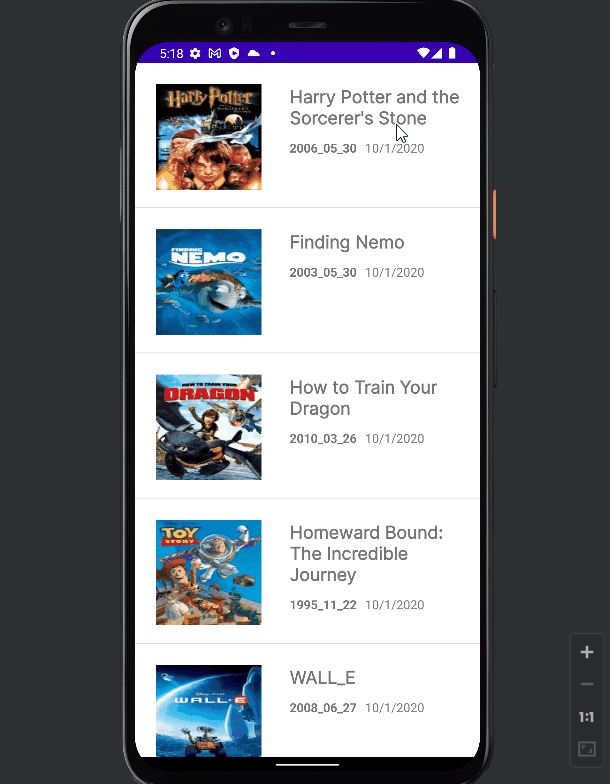 5:18
Harry Potter
Harry Potter and the
Sorcerer's Stone
2006_05_30 10/1/2020
FINDING
NEMO
Finding Nemo
2003_05_30 10/1/2020
HOW TO TRAIN YOUR
DRAGON
How to Train Your
Dragon
2010_03_26 10/1/2020
TOY
STORY
Homeward Bound:
The Incredible
Journey
1995_11_22 10/1/2020
WALL•E
WALL_E
2008_06_27 10/1/2020
1:1